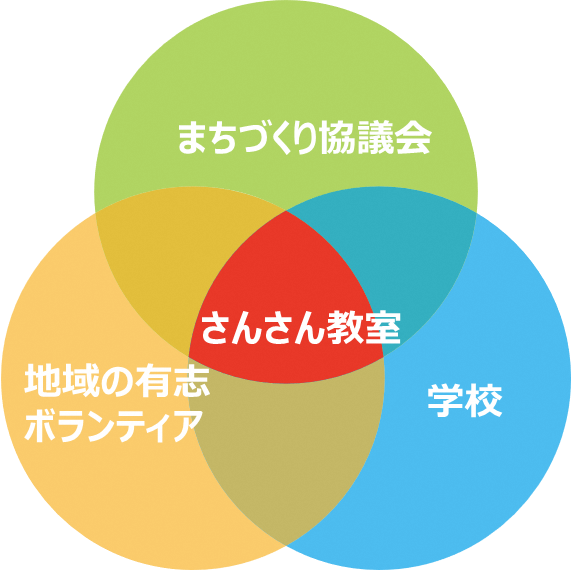 まちづくり協議会
さんさん教室
地域の有志
ボランティア
学校